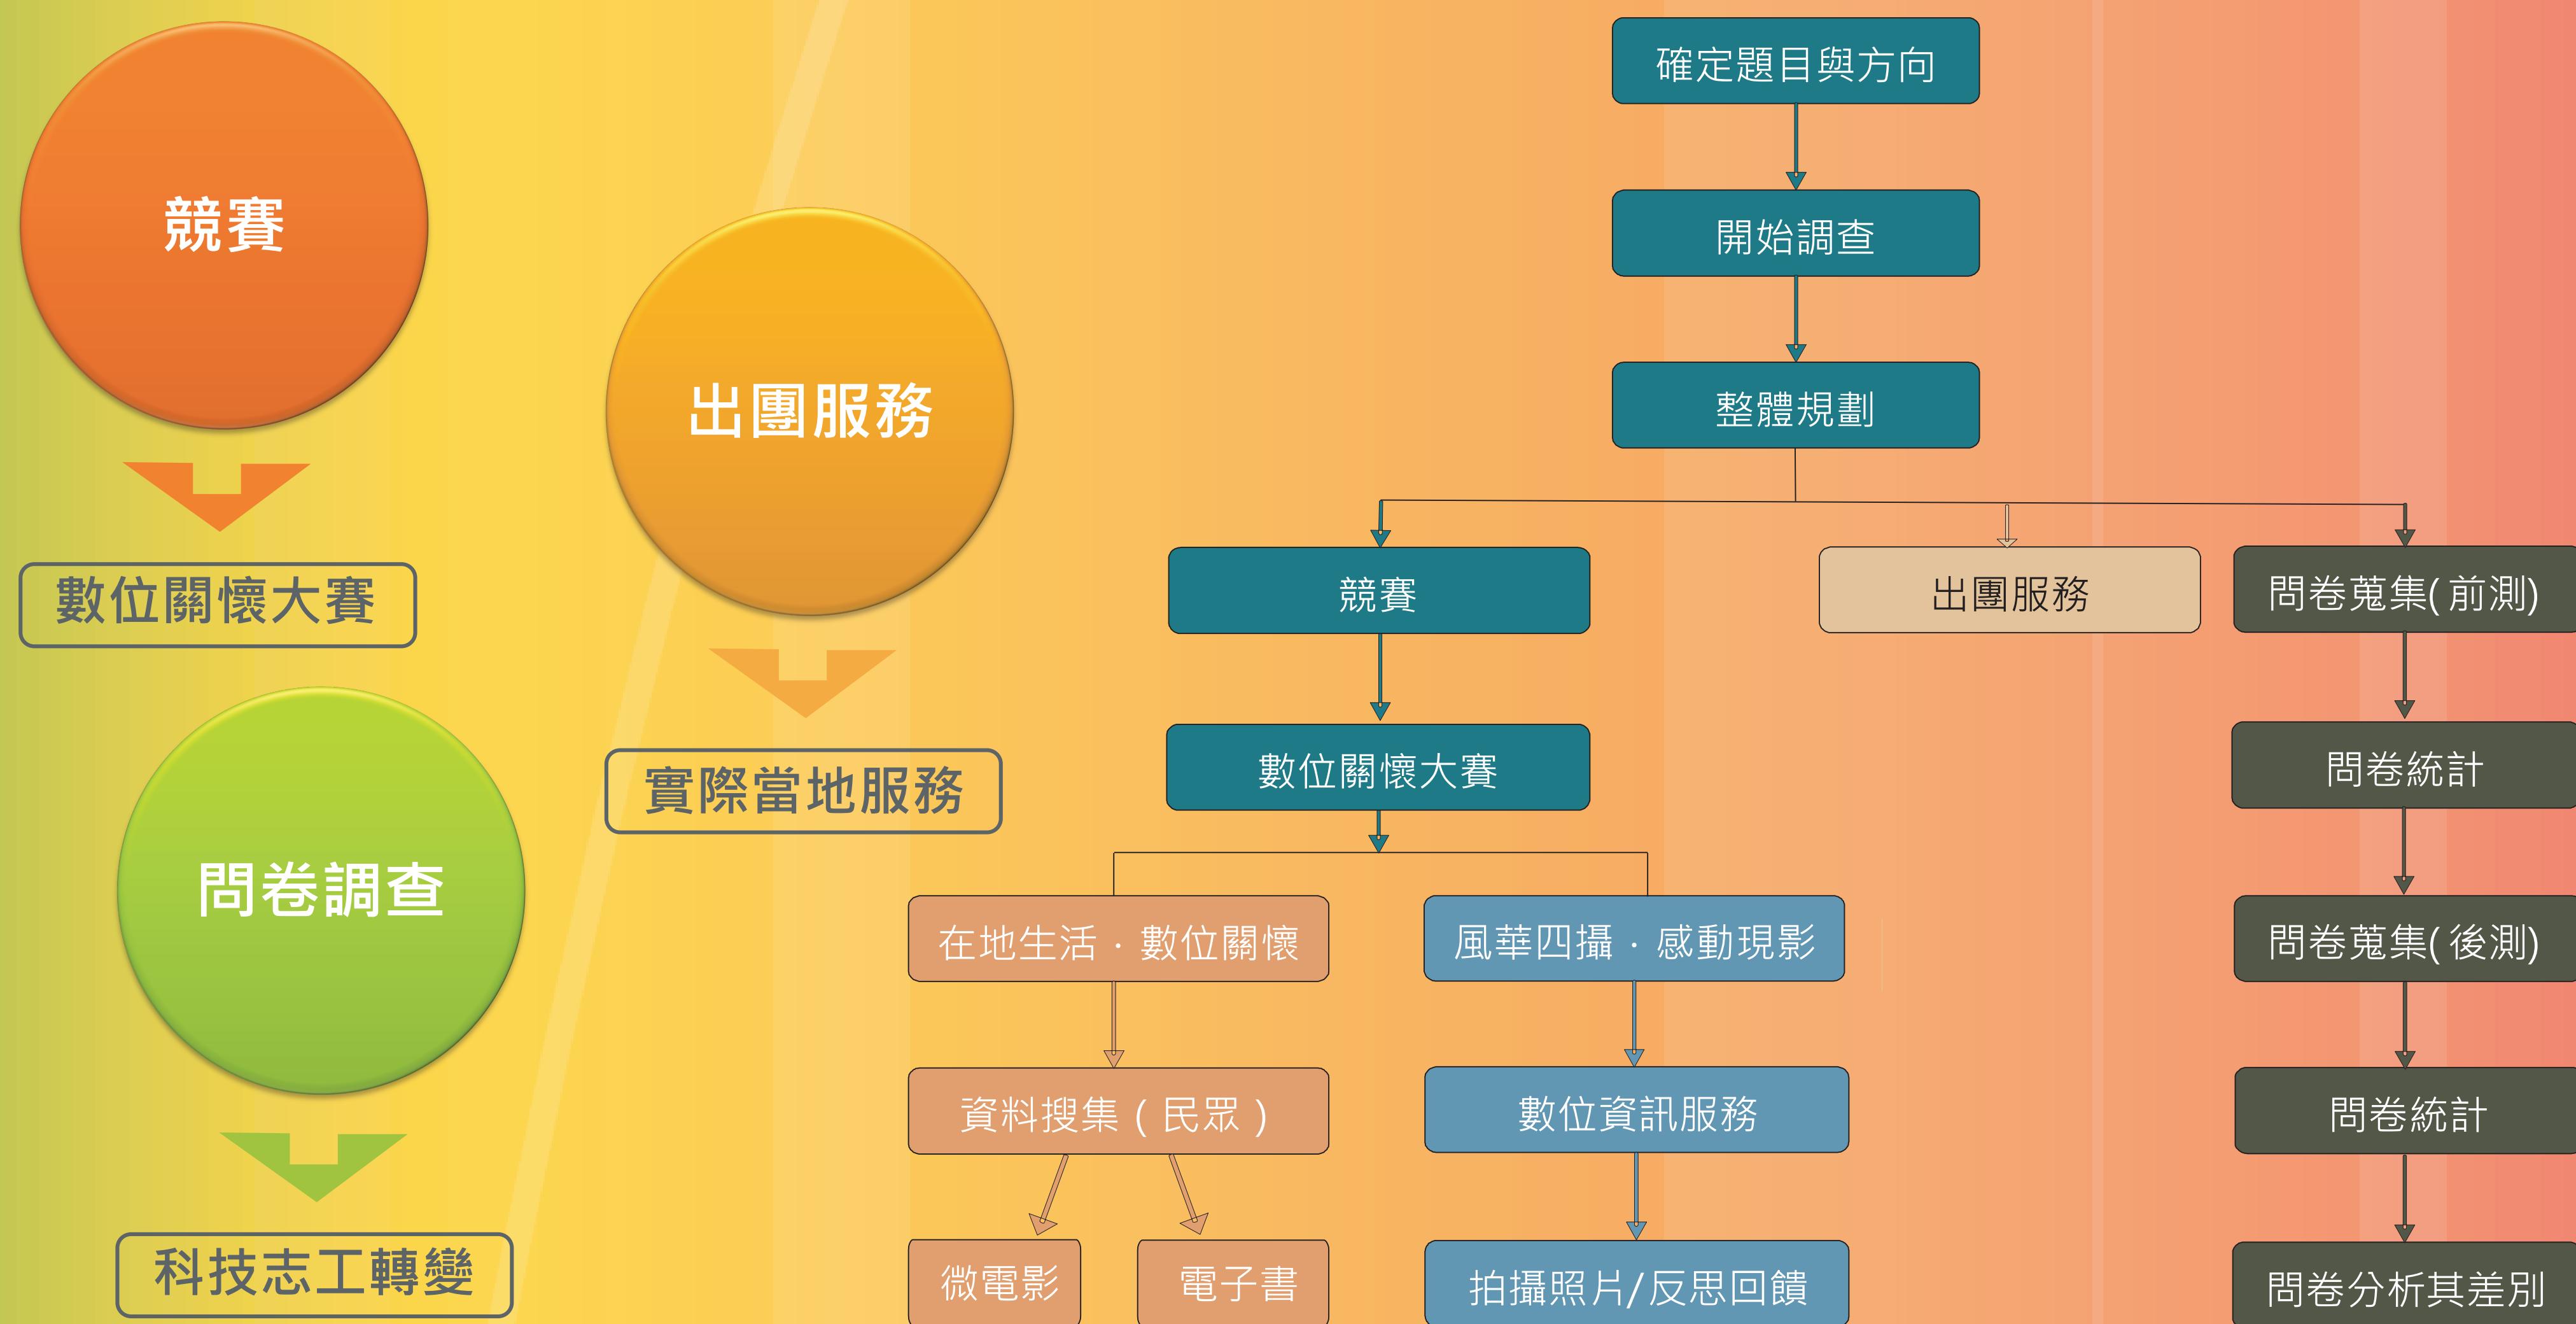 競賽
數位關懷大賽
出團服務
實際當地服務
問卷調查
科技志工轉變
確定題目與方向
開始調查
整體規劃
競賽
出團服務
問卷蒐集(前測)
數位關懷大賽
問卷統計
在地生活‧數位關懷
風華四攝‧感動現影
問卷蒐集(後測)
資料搜集(民眾)
數位資訊服務
問卷統計
微電影
電子書
拍攝照片/反思回饋
問卷分析其差別